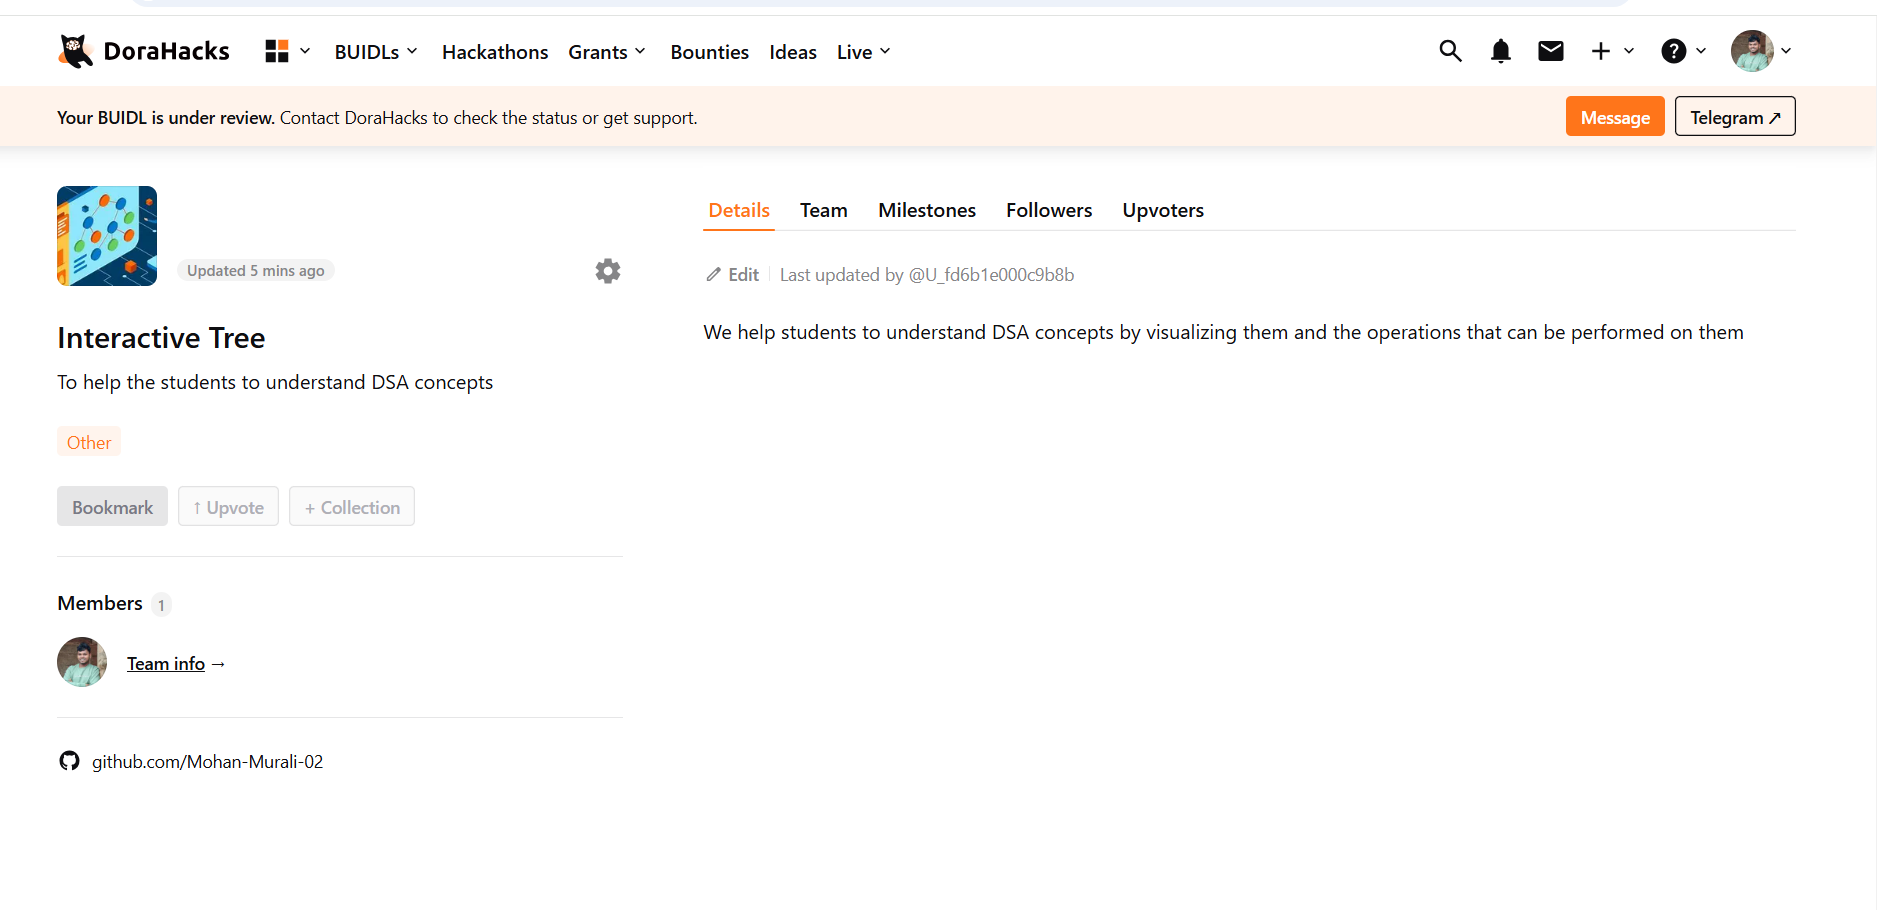 DoraHacks BUIDLs Hackathons Grants Bounties Ideas Live
Your BUIDL is under review. Contact DoraHacks to check the status or get support. Message Telegram ↗
Updated 5 mins ago
Interactive Tree
To help the students to understand DSA concepts
Other
Bookmark ↑ Upvote + Collection
Members 1
Team info →
github.com/Mohan-Murali-02
Details Team Milestones Followers Upvoters
Edit Last updated by @U_fd6b1e000c9b8b
We help students to understand DSA concepts by visualizing them and the operations that can be performed on them